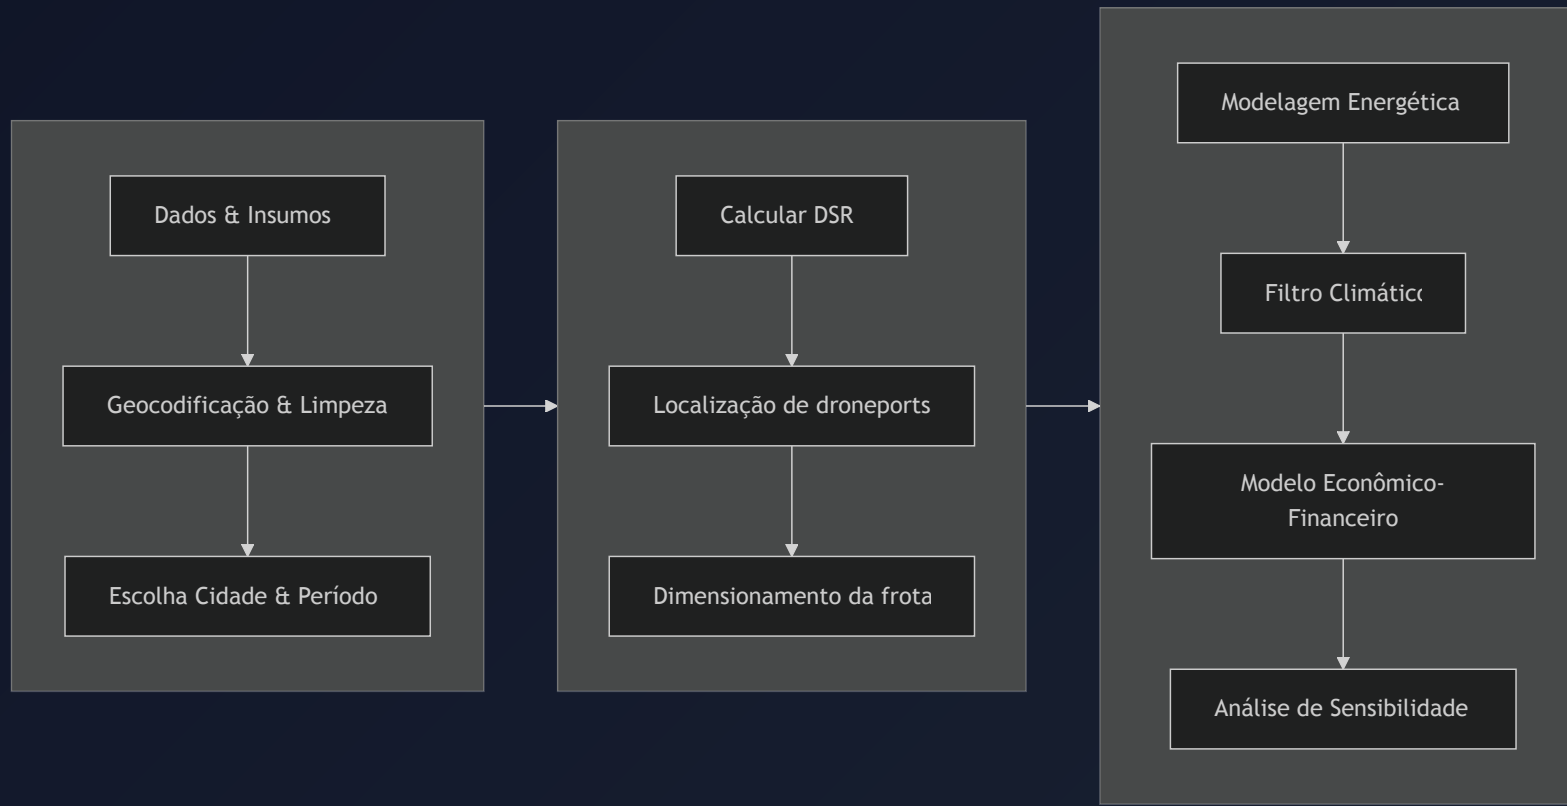 Dados & Insumos
Geocodificação & Limpeza
Escolha Cidade & Período
Calcular DSR
Localização de droneports
Dimensionamento da frota
Modelagem Energética
Filtro Climático
Modelo Econômico-
Financeiro
Análise de Sensibilidade